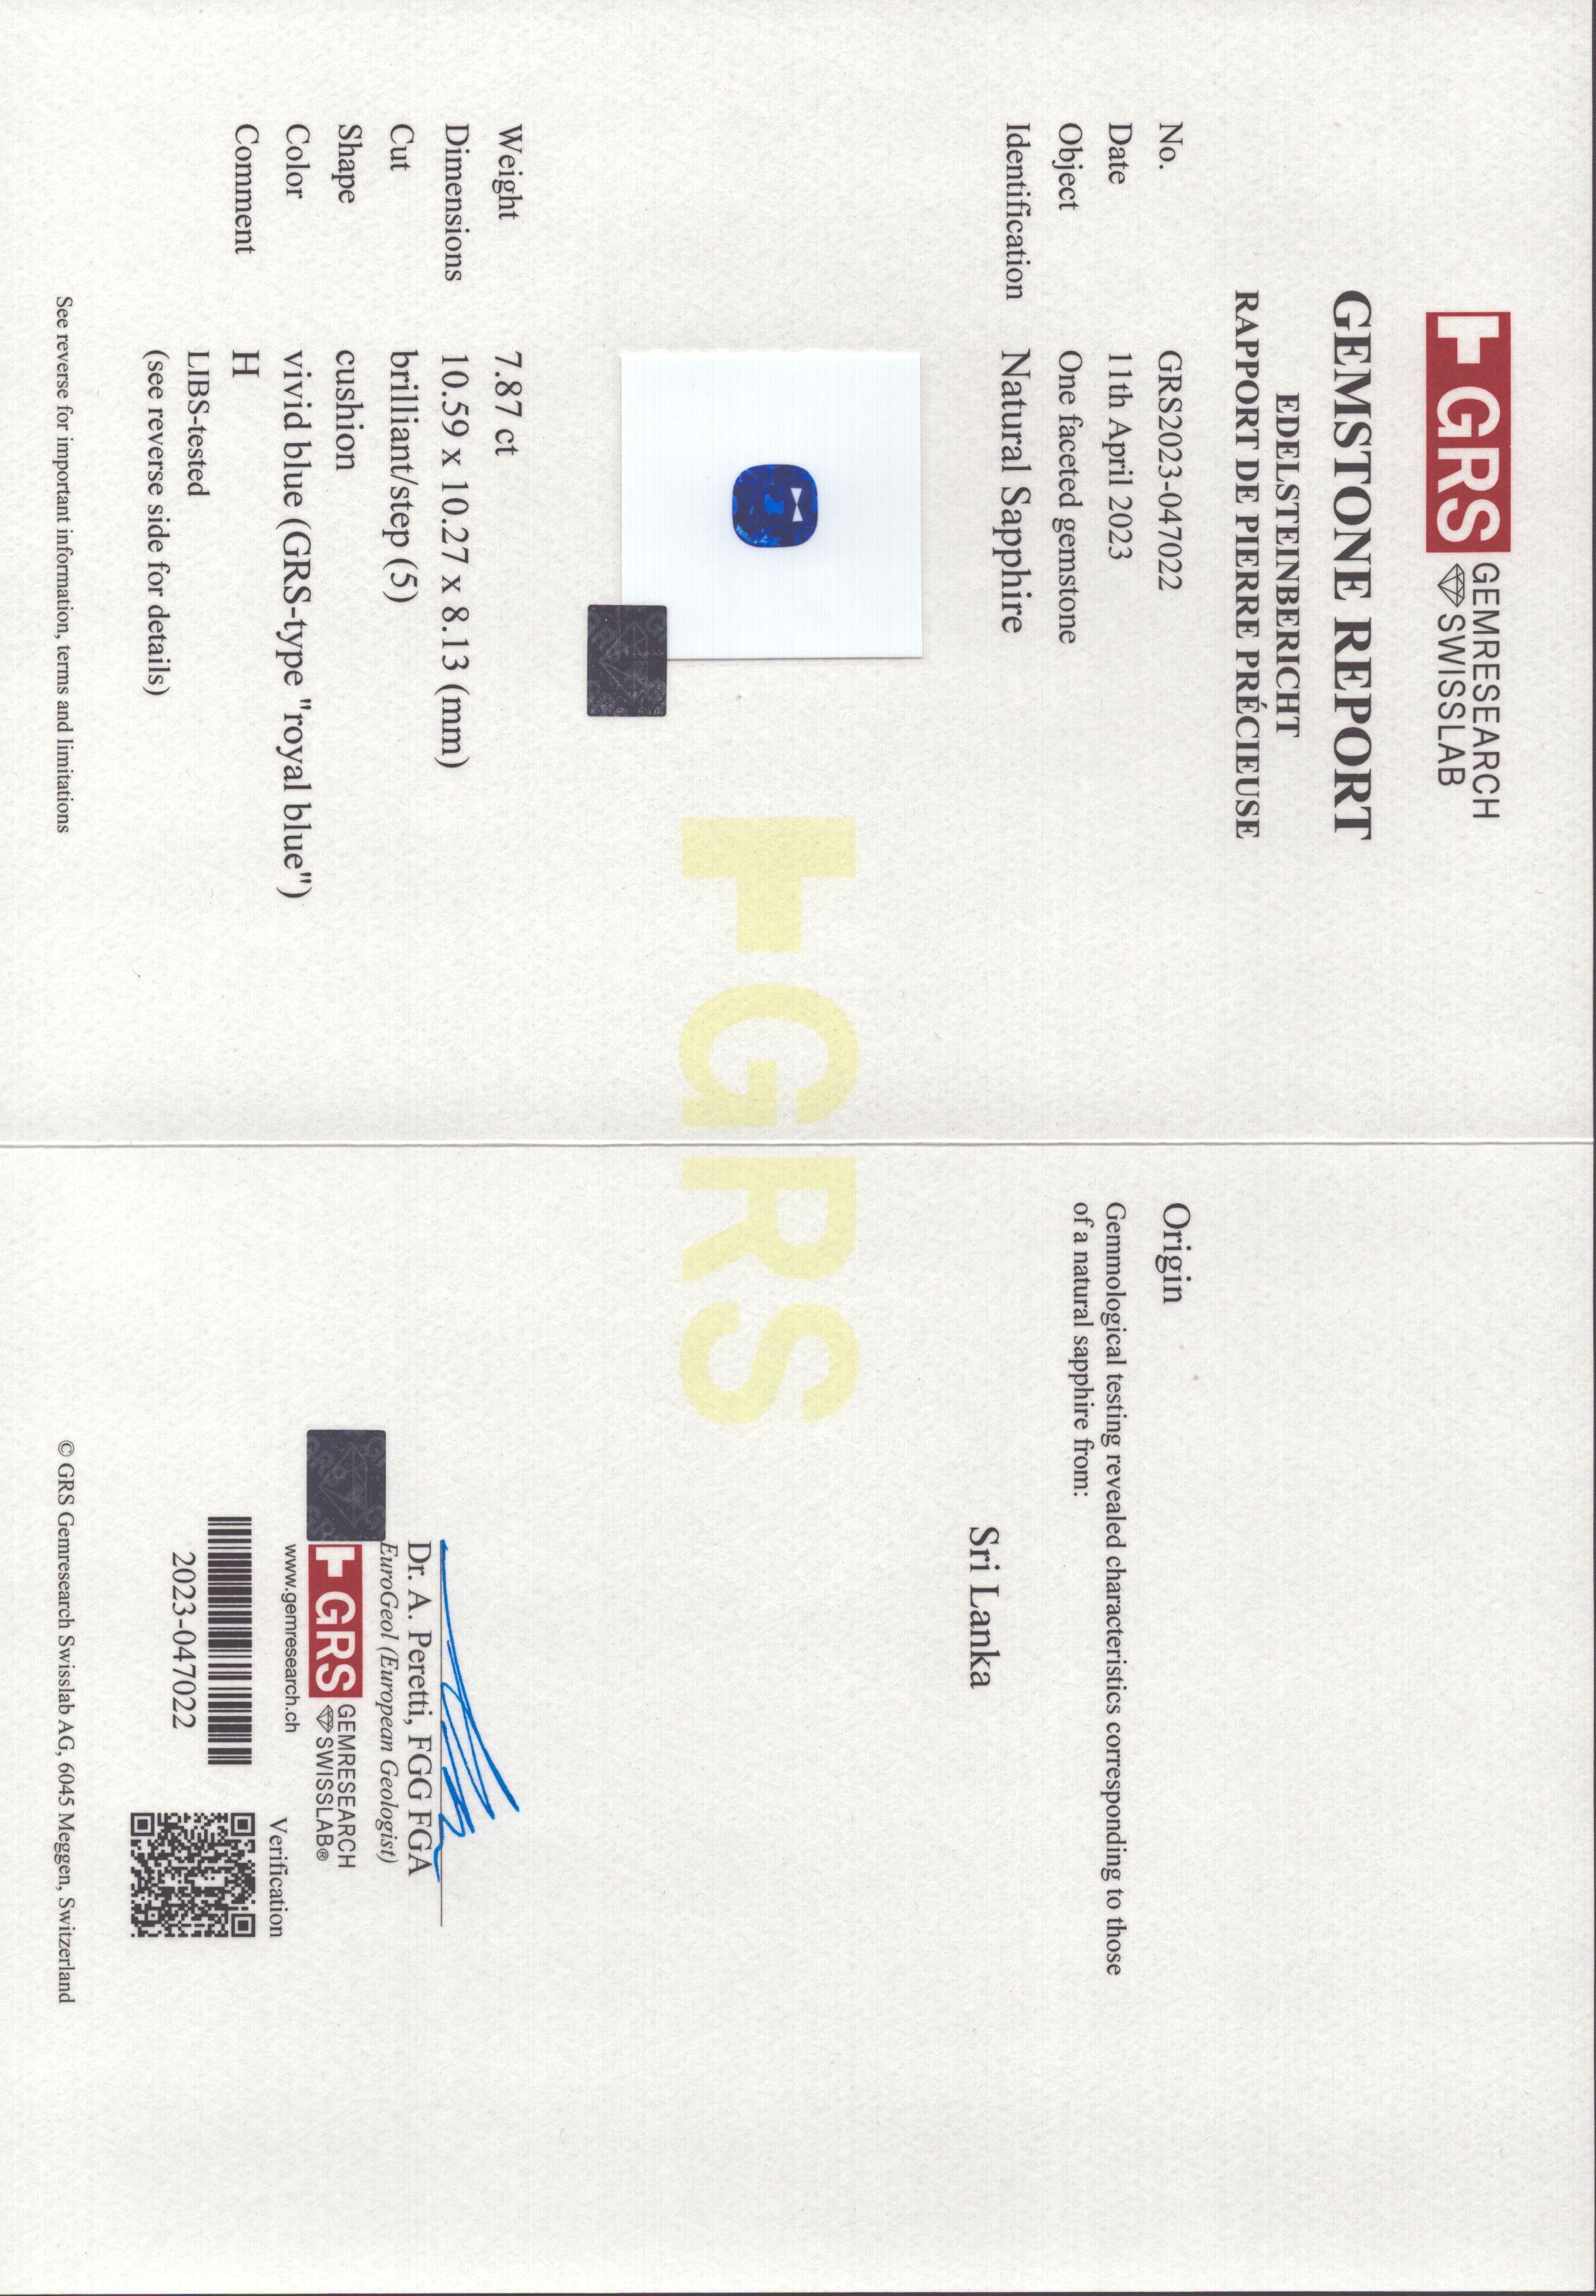 GRS GEMRESEARCH
SWISSLAB
GEMSTONE REPORT
EDELSTEINBERICHT
RAPPORT DE PIERRE PRÉCIEUSE
No. GRS2023-047022
Date 11th April 2023
Object One faceted gemstone
Identification Natural Sapphire
Weight 7.87 ct
Dimensions 10.59 x 10.27 x 8.13 (mm)
Cut brilliant/step (5)
Shape cushion
Color vivid blue (GRS-type "royal blue")
Comment H
LIBS-tested
(see reverse side for details)
See reverse for important information, terms and limitations
GRS
Origin
Gemmological testing revealed characteristics corresponding to those
of a natural sapphire from:
Sri Lanka
Dr. A. Peretti, FGG FGA
EuroGeol (European Geologist)
GRS GEMRESEARCH
SWISSLAB®
www.gemresearch.ch
Verification
2023-047022
© GRS Gemresearch Swisslab AG, 6045 Meggen, Switzerland